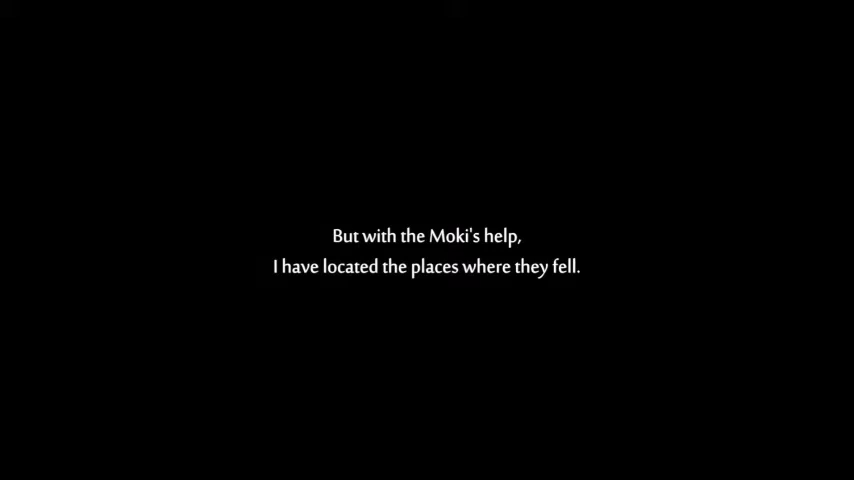 But with the Moki's help,
I have located the places where they fell.